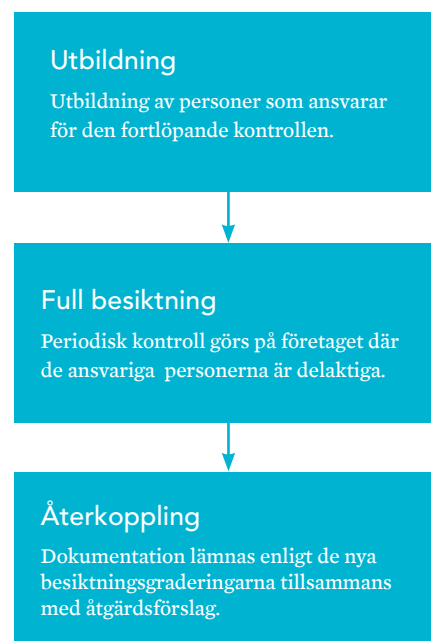 Utbildning
Utbildning av personer som ansvarar
för den fortlöpande kontrollen.
Full besiktning
Periodisk kontroll görs på företaget där
de ansvariga personerna är delaktiga.
Återkoppling
Dokumentation lämnas enligt de nya
besiktningsgraderingarna tillsammans
med åtgärdsförslag.